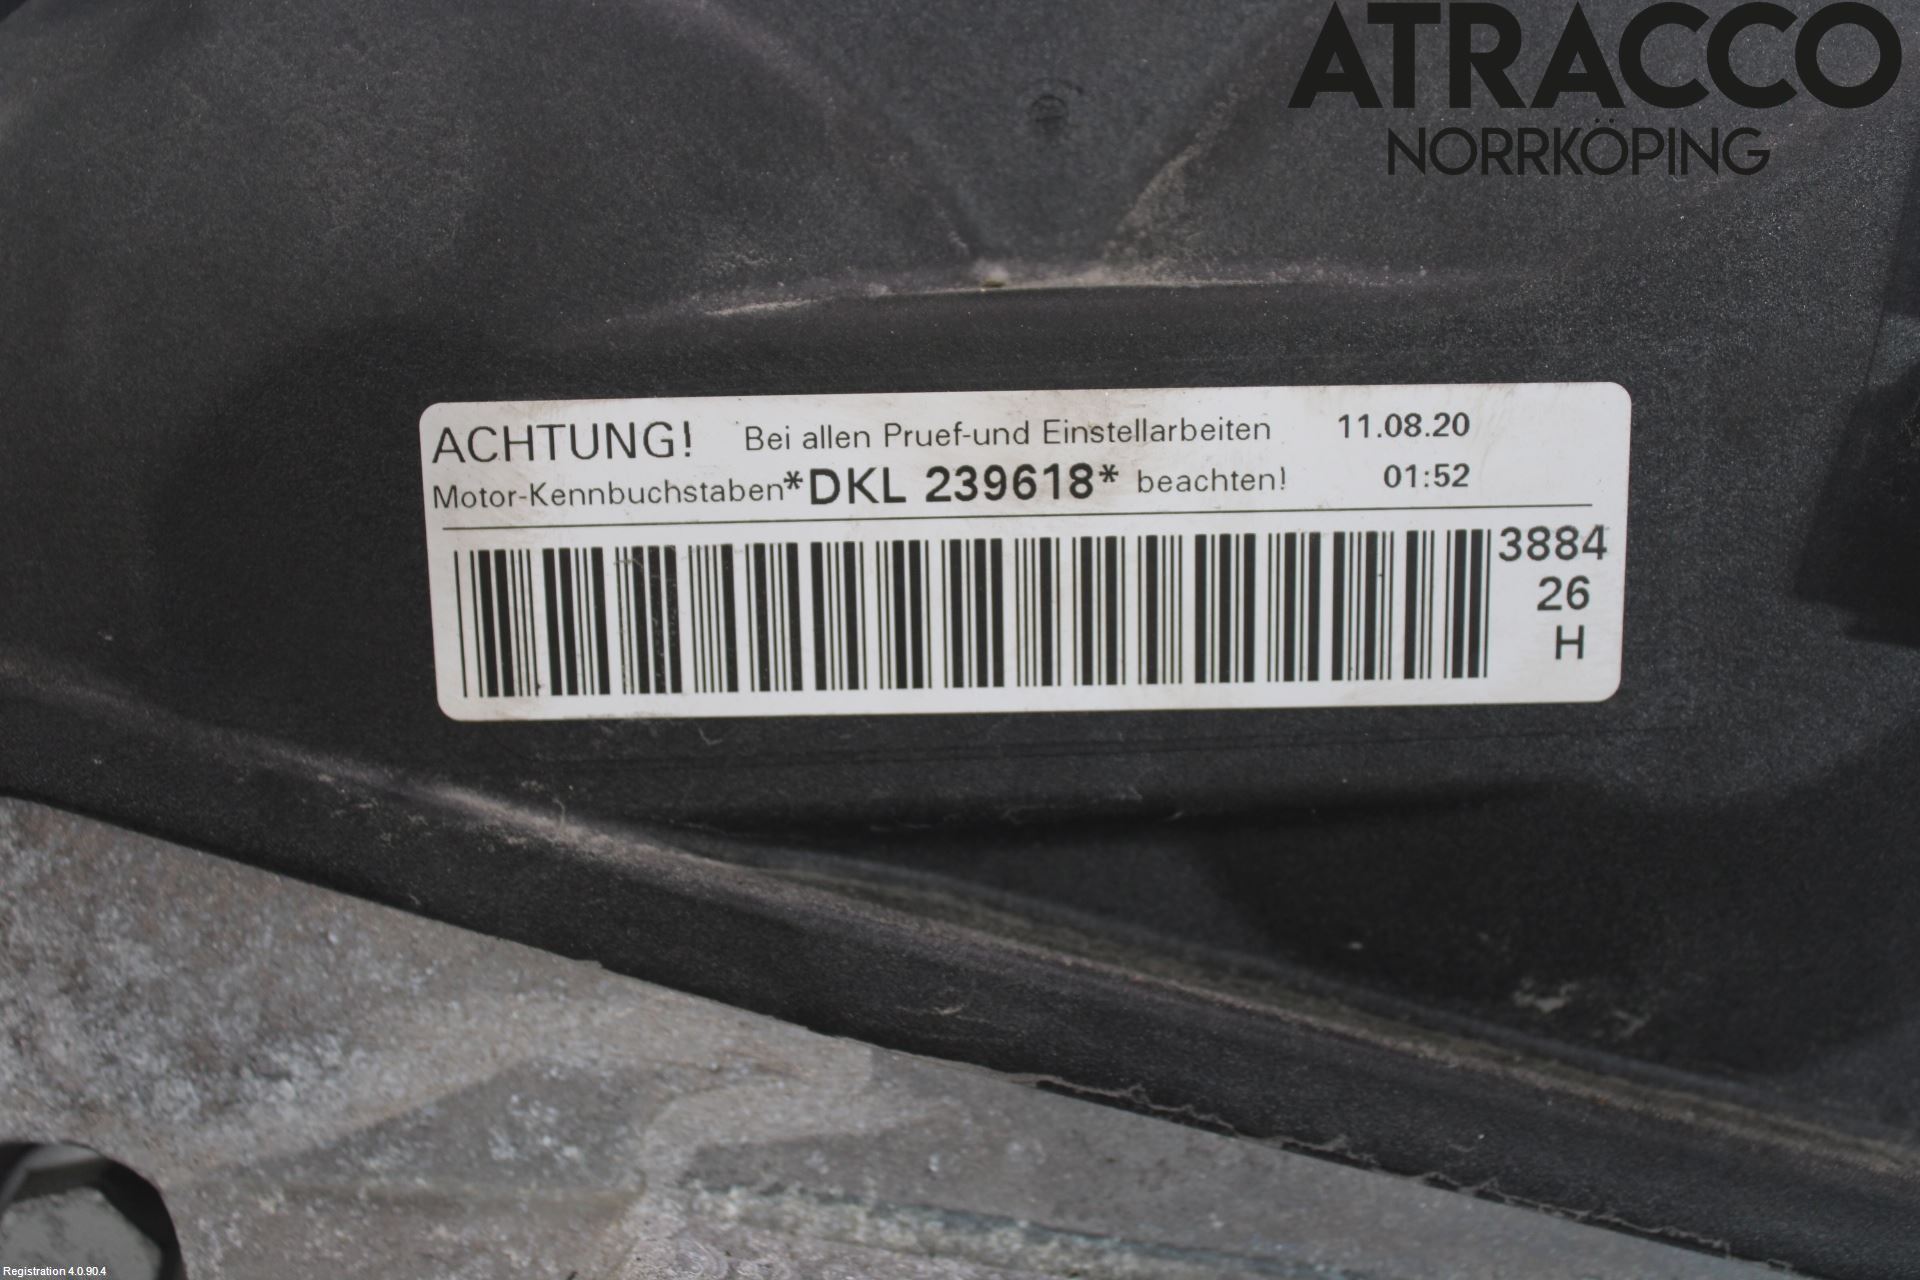 ATRACCO
NORRKÖPING
ACHTUNG! Bei allen Pruef-und Einstellarbeiten 11.08.20
Motor-Kennbuchstaben*DKL 239618* beachten! 01:52
3884
26
H
Registration 4.0.90.4